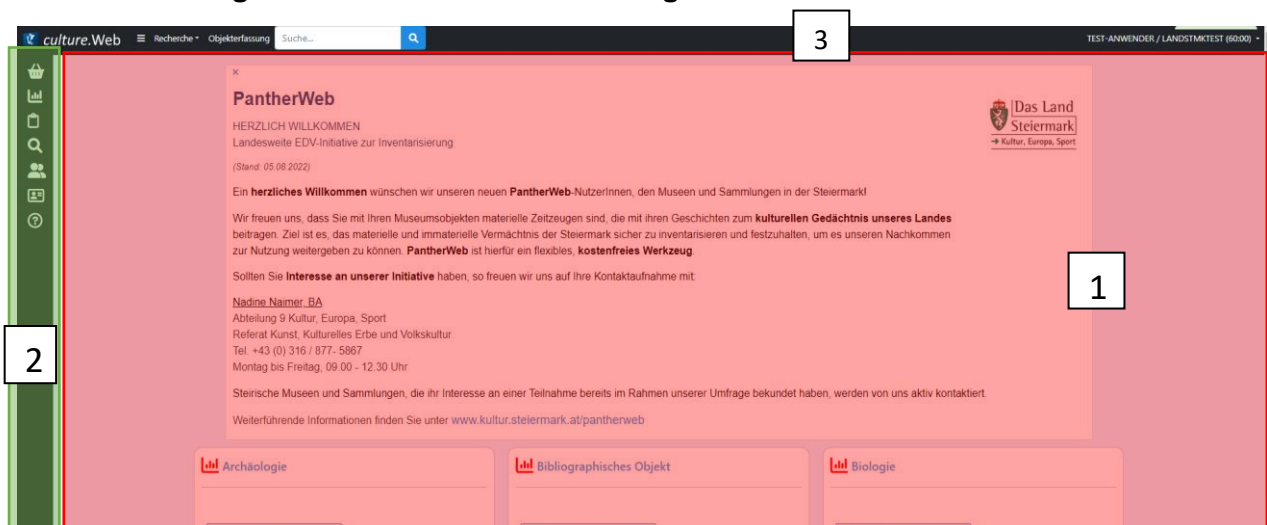 culture.Web ≡ Recherche Objekterfassung Suche... TEST-ANWENDER / LANDSTMKTEST (60:00)
3
×
PantherWeb
Das Land
Steiermark
→ Kultur, Europa, Sport
HERZLICH WILLKOMMEN
Landesweite EDV-Initiative zur Inventarisierung
(Stand: 05.08.2022)
Ein herzliches Willkommen wünschen wir unseren neuen PantherWeb-NutzerInnen, den Museen und Sammlungen in der Steiermark!
Wir freuen uns, dass Sie mit Ihren Museumsobjekten materielle Zeitzeugen sind, die mit ihren Geschichten zum kulturellen Gedächtnis unseres Landes
beitragen. Ziel ist es, das materielle und immaterielle Vermächtnis der Steiermark sicher zu inventarisieren und festzuhalten, um es unseren Nachkommen
zur Nutzung weitergeben zu können. PantherWeb ist hierfür ein flexibles, kostenfreies Werkzeug.
Sollten Sie Interesse an unserer Initiative haben, so freuen wir uns auf Ihre Kontaktaufnahme mit:
1
Nadine Naimer, BA
Abteilung 9 Kultur, Europa, Sport
Referat Kunst, Kulturelles Erbe und Volkskultur
Tel. +43 (0) 316 / 877- 5867
2
Montag bis Freitag, 09.00 - 12.30 Uhr
Steirische Museen und Sammlungen, die ihr Interesse an einer Teilnahme bereits im Rahmen unserer Umfrage bekundet haben, werden von uns aktiv kontaktiert.
Weiterführende Informationen finden Sie unter www.kultur.steiermark.at/pantherweb
Archäologie Bibliographisches Objekt Biologie